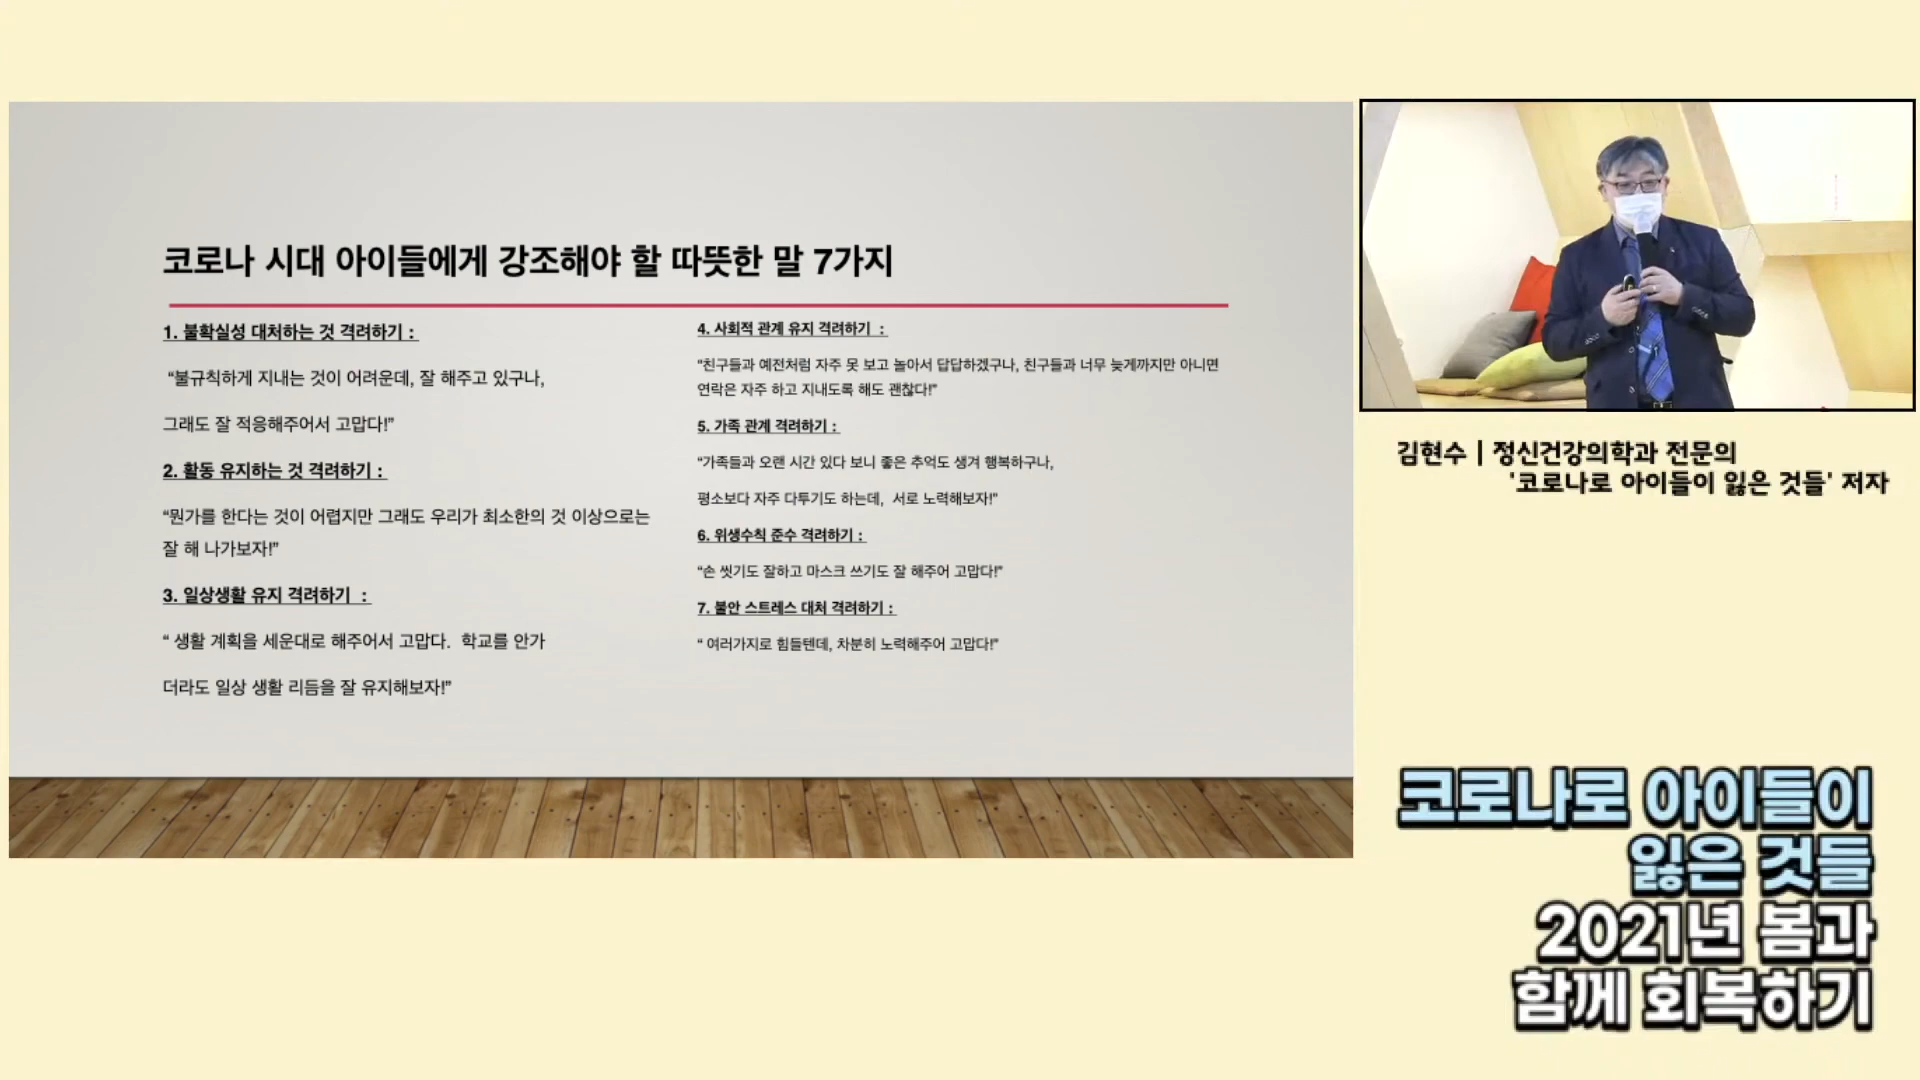 코로나 시대 아이들에게 강조해야 할 따뜻한 말 7가지
1. 불확실성 대처하는 것 격려하기 :
“불규칙하게 지내는 것이 어려운데, 잘 해주고 있구나,
그래도 잘 적응해주어서 고맙다!”
2. 활동 유지하는 것 격려하기 :
“뭔가를 한다는 것이 어렵지만 그래도 우리가 최소한의 것 이상으로는
잘 해 나가보자!”
3. 일상생활 유지 격려하기 :
“ 생활 계획을 세운대로 해주어서 고맙다. 학교를 안가
더라도 일상 생활 리듬을 잘 유지해보자!”
4. 사회적 관계 유지 격려하기 :
“친구들과 예전처럼 자주 못 보고 놀아서 답답하겠구나, 친구들과 너무 늦게까지만 아니면
연락은 자주 하고 지내도록 해도 괜찮다!”
5. 가족 관계 격려하기 :
“가족들과 오랜 시간 있다 보니 좋은 추억도 생겨 행복하구나,
평소보다 자주 다투기도 하는데, 서로 노력해보자!”
6. 위생수칙 준수 격려하기 :
“손 씻기도 잘하고 마스크 쓰기도 잘 해주어 고맙다!”
7. 불안 스트레스 대처 격려하기 :
“ 여러가지로 힘들텐데, 차분히 노력해주어 고맙다!”
김현수 | 정신건강의학과 전문의
'코로나로 아이들이 잃은 것들' 저자
코로나로 아이들이
잃은 것들
2021년 봄과
함께 회복하기